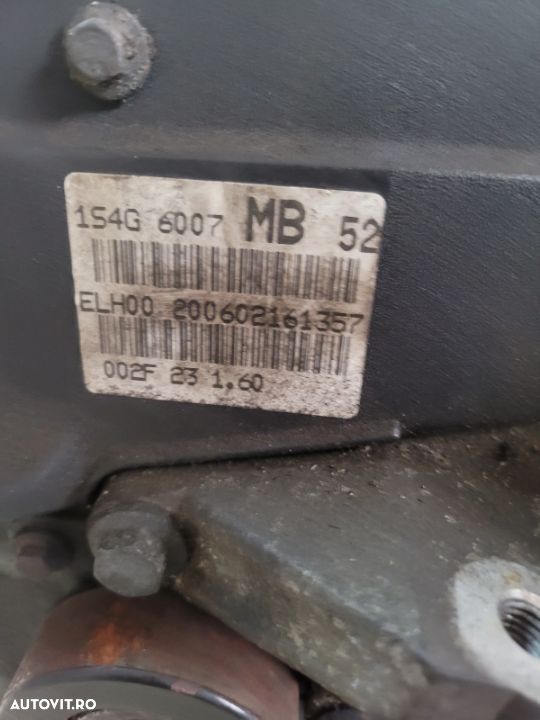 1S4G 6007 MB 52
ELH00 200602161357
002F 23 1.60
AUTOVIT.RO